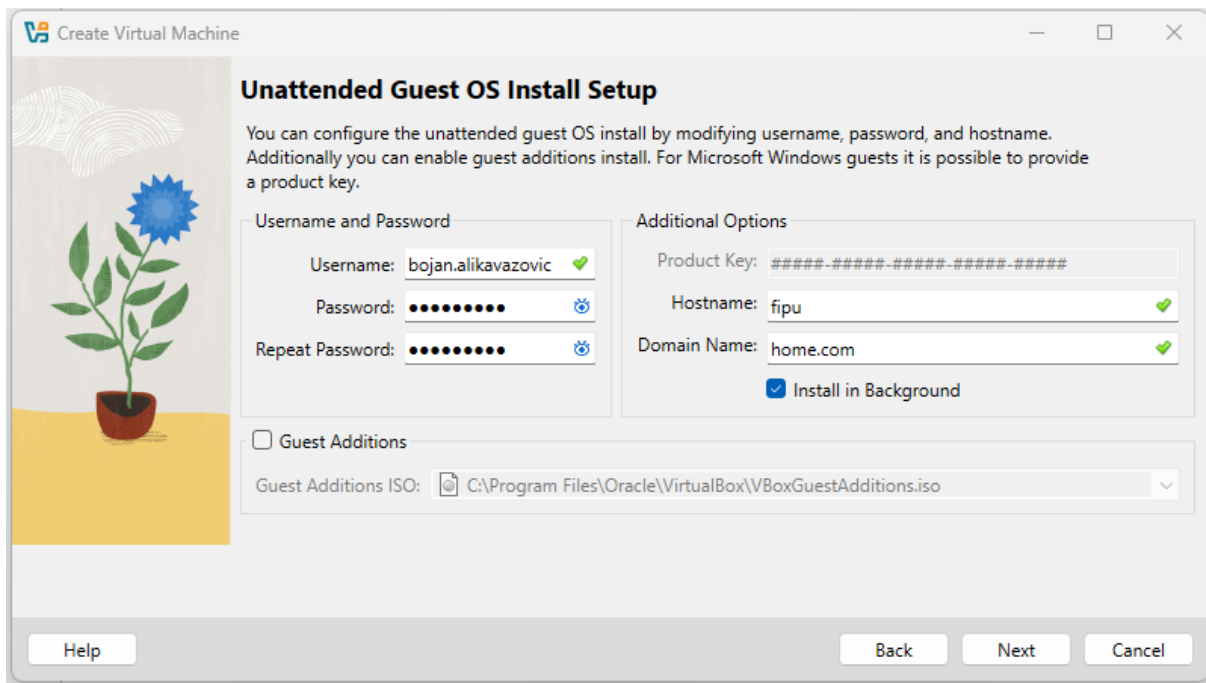 Create Virtual Machine
Unattended Guest OS Install Setup
You can configure the unattended guest OS install by modifying username, password, and hostname.
Additionally you can enable guest additions install. For Microsoft Windows guests it is possible to provide
a product key.
Username and Password
Username: bojan.alikavazovic
Password: ●●●●●●●●●
Repeat Password: ●●●●●●●●●
Additional Options
Product Key: #####-#####-#####-#####-#####
Hostname: fipu
Domain Name: home.com
Install in Background
Guest Additions
Guest Additions ISO: C:\Program Files\Oracle\VirtualBox\VBoxGuestAdditions.iso
Help
Back
Next
Cancel